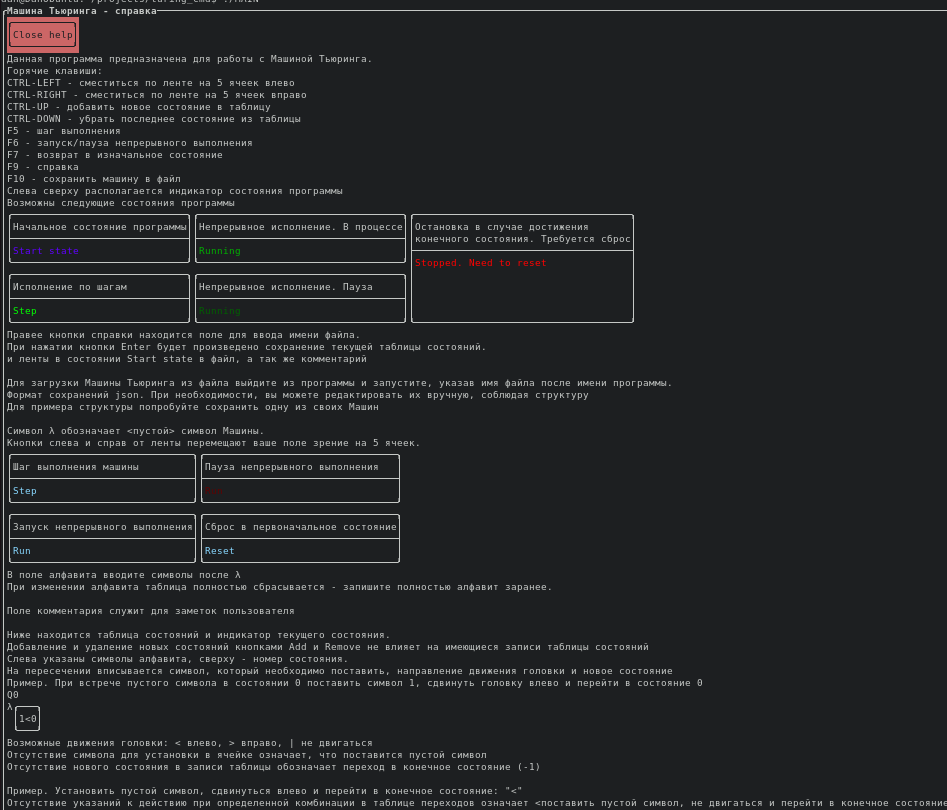 Машина Тьюринга - справка
Close help
Данная программа предназначена для работы с Машиной Тьюринга.
Горячие клавиши:
CTRL-LEFT - сместиться по ленте на 5 ячеек влево
CTRL-RIGHT - сместиться по ленте на 5 ячеек вправо
CTRL-UP - добавить новое состояние в таблицу
CTRL-DOWN - убрать последнее состояние из таблицы
F5 - шаг выполнения
F6 - запуск/пауза непрерывного выполнения
F7 - возврат в изначальное состояние
F9 - справка
F10 - сохранить машину в файл
Слева сверху располагается индикатор состояния программы
Возможны следующие состояния программы
Начальное состояние программы
Start state
Непрерывное исполнение. В процессе
Running
Остановка в случае достижения
конечного состояния. Требуется сброс
Stopped. Need to reset
Исполнение по шагам
Step
Непрерывное исполнение. Пауза
Running
Правее кнопки справки находится поле для ввода имени файла.
При нажатии кнопки Enter будет произведено сохранение текущей таблицы состояний.
и ленты в состоянии Start state в файл, а так же комментарий
Для загрузки Машины Тьюринга из файла выйдите из программы и запустите, указав имя файла после имени программы.
Формат сохранений json. При необходимости, вы можете редактировать их вручную, соблюдая структуру
Для примера структуры попробуйте сохранить одну из своих Машин
Символ λ обозначает <пустой> символ Машины.
Кнопки слева и справ от ленты перемещают ваше поле зрение на 5 ячеек.
Шаг выполнения машины
Step
Пауза непрерывного выполнения
Запуск непрерывного выполнения
Run
Сброс в первоначальное состояние
Reset
В поле алфавита вводите символы после λ
При изменении алфавита таблица полностью сбрасывается - запишите полностью алфавит заранее.
Поле комментария служит для заметок пользователя
Ниже находится таблица состояний и индикатор текущего состояния.
Добавление и удаление новых состояний кнопками Add и Remove не влияет на имеющиеся записи таблицы состояний
Слева указаны символы алфавита, сверху - номер состояния.
На пересечении вписывается символ, который необходимо поставить, направление движения головки и новое состояние
Пример. При встрече пустого символа в состоянии 0 поставить символ 1, сдвинуть головку влево и перейти в состояние 0
Q0
λ
1<0
Возможные движения головки: < влево, > вправо, | не двигаться
Отсутствие символа для установки в ячейке означает, что поставится пустой символ
Отсутствие нового состояния в записи таблицы обозначает переход в конечное состояние (-1)
Пример. Установить пустой символ, сдвинуться влево и перейти в конечное состояние: "<"
Отсутствие указаний к действию при определенной комбинации в таблице переходов означает <поставить пустой символ, не двигаться и перейти в конечное состояние